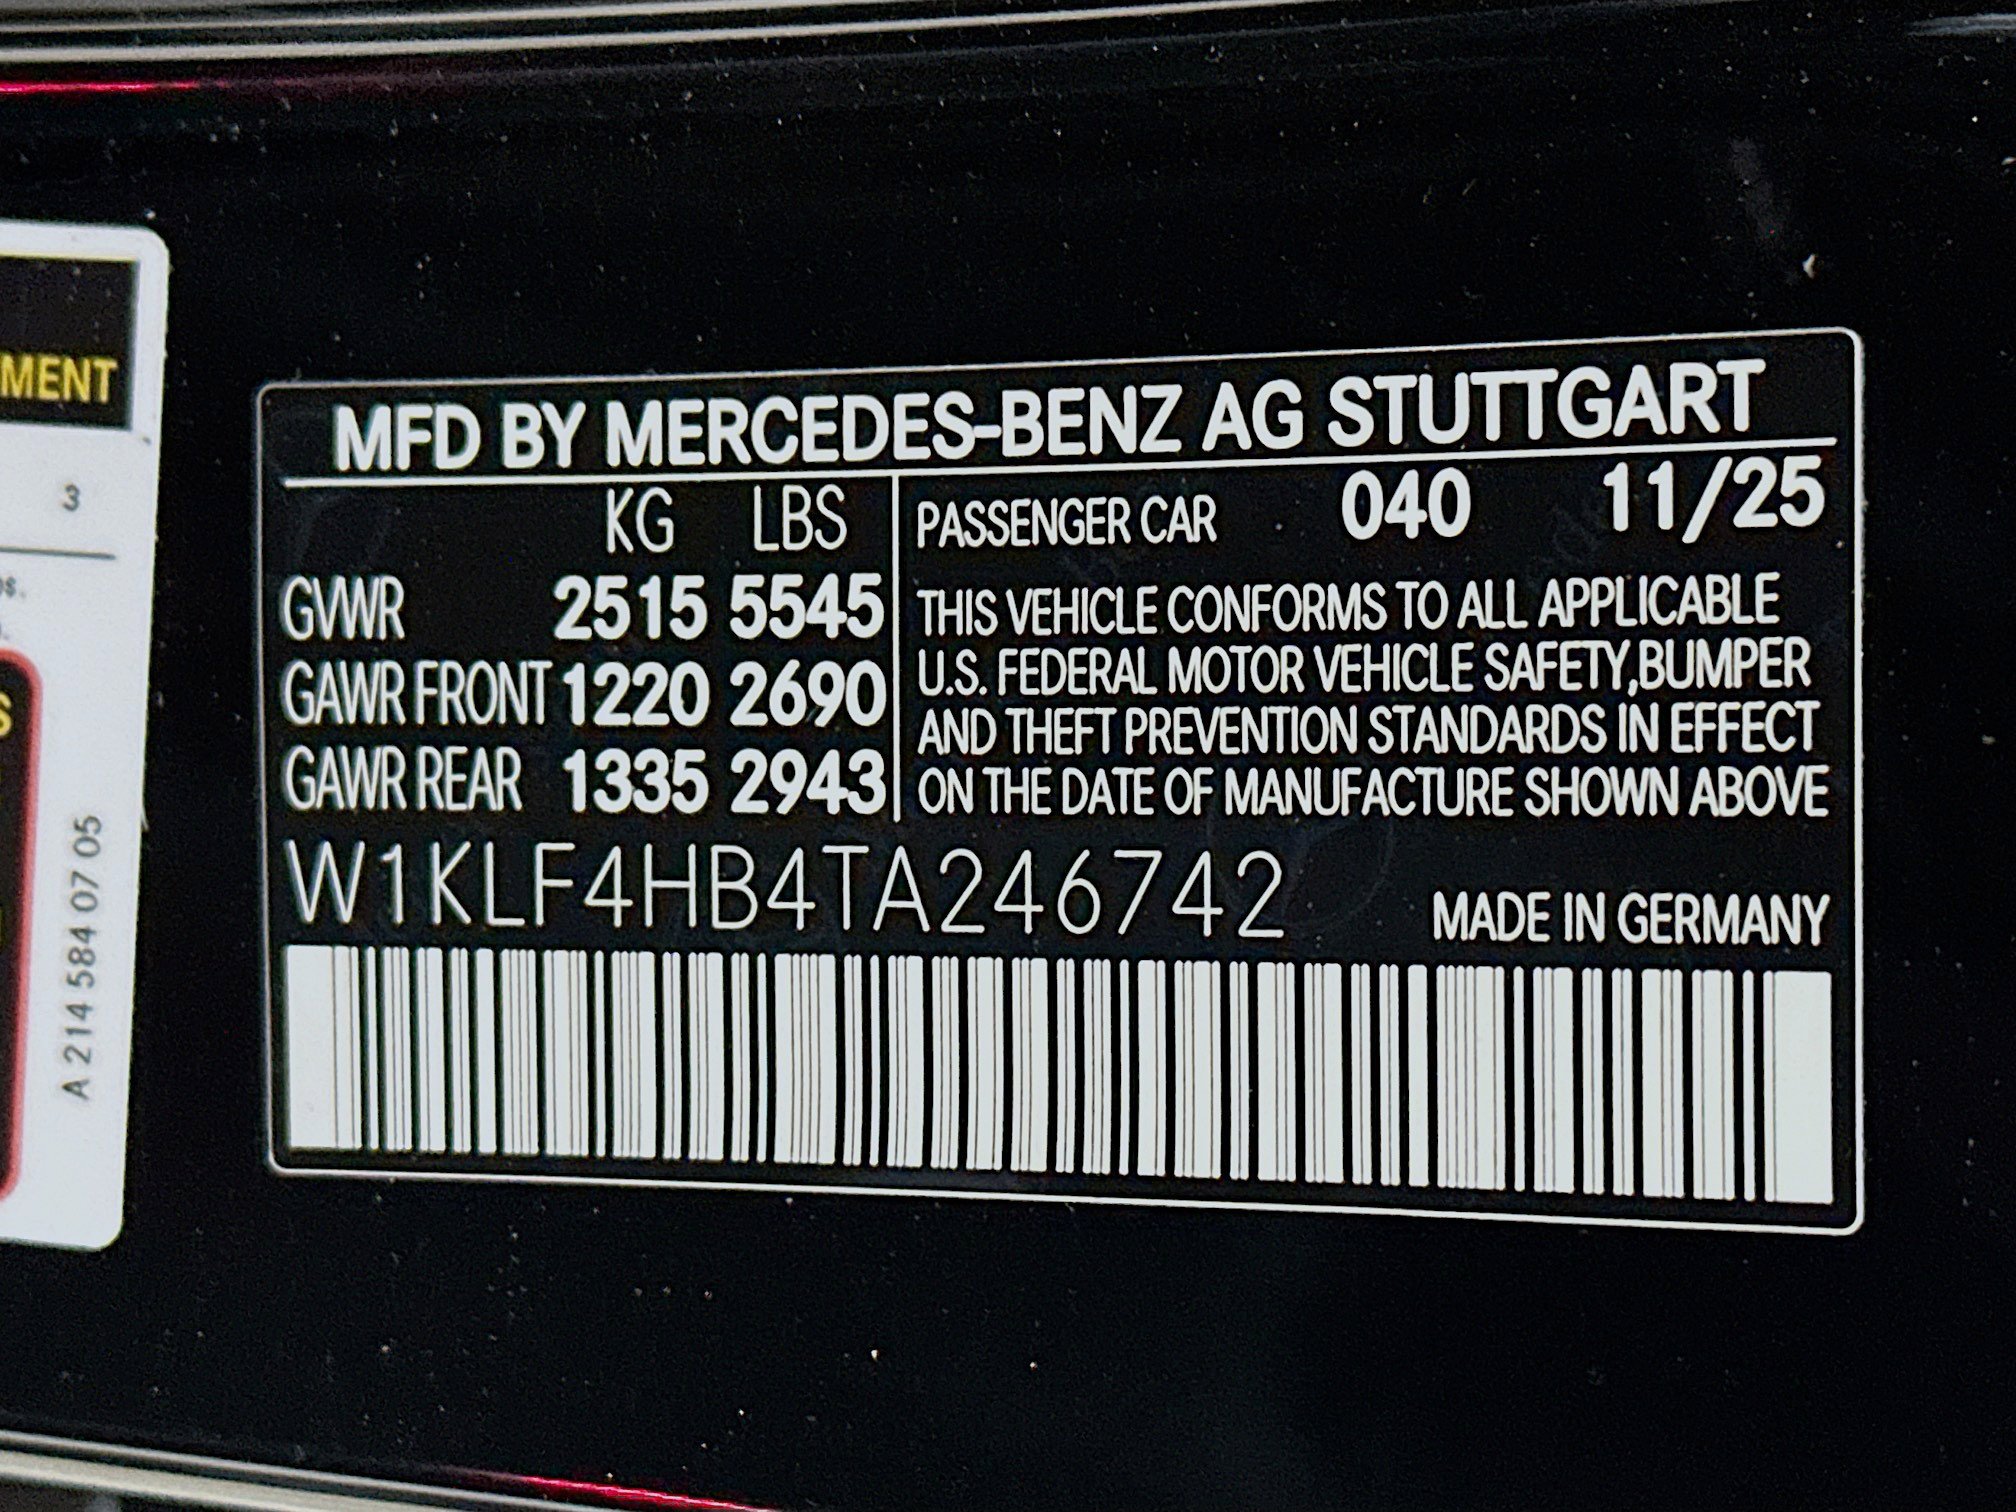 MENT
3
S
A 214 584 07 05
MFD BY MERCEDES-BENZ AG STUTTGART
KG LBS
GVWR 2515 5545
GAWR FRONT 1220 2690
GAWR REAR 1335 2943
PASSENGER CAR 040 11/25
THIS VEHICLE CONFORMS TO ALL APPLICABLE
U.S. FEDERAL MOTOR VEHICLE SAFETY,BUMPER
AND THEFT PREVENTION STANDARDS IN EFFECT
ON THE DATE OF MANUFACTURE SHOWN ABOVE
W1KLF4HB4TA246742
MADE IN GERMANY